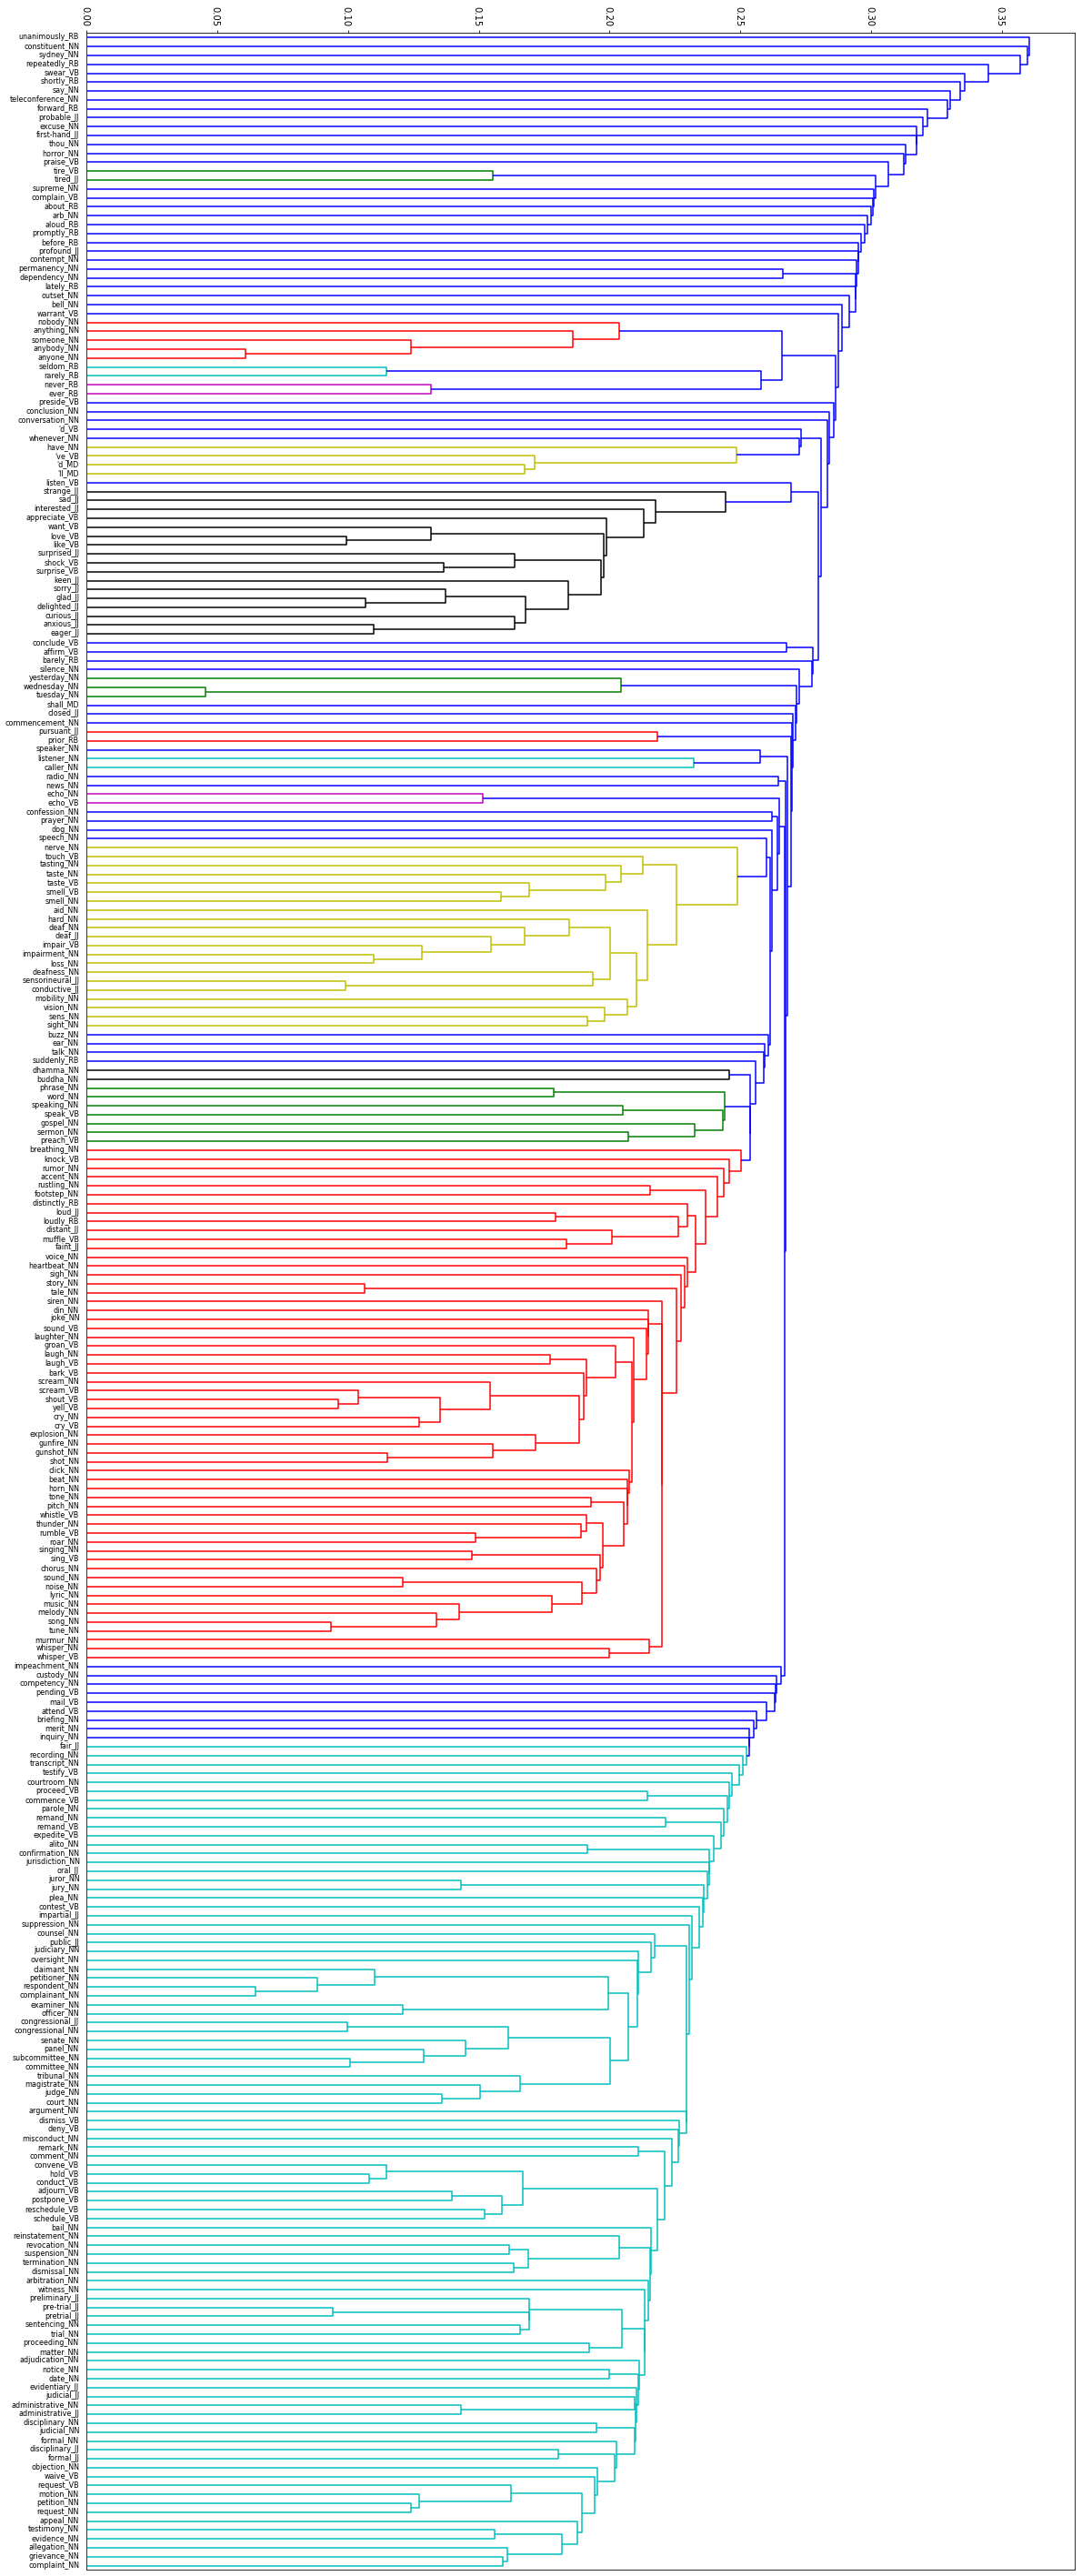 0.00 0.05 0.10 0.15 0.20 0.25 0.30 0.35
unanimously_RB
constituent_NN
sydney_NN
repeatedly_RB
swear_VB
shortly_RB
say_NN
teleconference_NN
forward_RB
probable_JJ
excuse_NN
first-hand_JJ
thou_NN
horror_NN
praise_VB
tire_VB
tired_JJ
supreme_NN
complain_VB
about_RB
arb_NN
aloud_RB
promptly_RB
before_RB
profound_JJ
contempt_NN
permanency_NN
dependency_NN
lately_RB
outset_NN
bell_NN
warrant_VB
nobody_NN
anything_NN
someone_NN
anybody_NN
anyone_NN
seldom_RB
rarely_RB
never_RB
ever_RB
preside_VB
conclusion_NN
conversation_NN
'd_VB
whenever_NN
have_NN
've_VB
'd_MD
'll_MD
listen_VB
strange_JJ
sad_JJ
interested_JJ
appreciate_VB
want_VB
love_VB
like_VB
surprised_JJ
shock_VB
surprise_VB
keen_JJ
sorry_JJ
glad_JJ
delighted_JJ
curious_JJ
anxious_JJ
eager_JJ
conclude_VB
affirm_VB
barely_RB
silence_NN
yesterday_NN
wednesday_NN
tuesday_NN
shall_MD
closed_JJ
commencement_NN
pursuant_JJ
prior_RB
speaker_NN
listener_NN
caller_NN
radio_NN
news_NN
echo_NN
echo_VB
confession_NN
prayer_NN
dog_NN
speech_NN
nerve_NN
touch_VB
tasting_NN
taste_NN
taste_VB
smell_VB
smell_NN
aid_NN
hard_NN
deaf_NN
deaf_JJ
impair_VB
impairment_NN
loss_NN
deafness_NN
sensorineural_JJ
conductive_JJ
mobility_NN
vision_NN
sens_NN
sight_NN
buzz_NN
ear_NN
talk_NN
suddenly_RB
dhamma_NN
buddha_NN
phrase_NN
word_NN
speaking_NN
speak_VB
gospel_NN
sermon_NN
preach_VB
breathing_NN
knock_VB
rumor_NN
accent_NN
rustling_NN
footstep_NN
distinctly_RB
loud_JJ
loudly_RB
distant_JJ
muffle_VB
faint_JJ
voice_NN
heartbeat_NN
sigh_NN
story_NN
tale_NN
siren_NN
din_NN
joke_NN
sound_VB
laughter_NN
groan_VB
laugh_NN
laugh_VB
bark_VB
scream_NN
scream_VB
shout_VB
yell_VB
cry_NN
cry_VB
explosion_NN
gunfire_NN
gunshot_NN
shot_NN
click_NN
beat_NN
horn_NN
tone_NN
pitch_NN
whistle_VB
thunder_NN
rumble_VB
roar_NN
singing_NN
sing_VB
chorus_NN
sound_NN
noise_NN
lyric_NN
music_NN
melody_NN
song_NN
tune_NN
murmur_NN
whisper_NN
whisper_VB
impeachment_NN
custody_NN
competency_NN
pending_VB
mail_VB
attend_VB
briefing_NN
merit_NN
inquiry_NN
fair_JJ
recording_NN
transcript_NN
testify_VB
courtroom_NN
proceed_VB
commence_VB
parole_NN
remand_NN
remand_VB
expedite_VB
alito_NN
confirmation_NN
jurisdiction_NN
oral_JJ
juror_NN
jury_NN
plea_NN
contest_VB
impartial_JJ
suppression_NN
counsel_NN
public_JJ
judiciary_NN
oversight_NN
claimant_NN
petitioner_NN
respondent_NN
complainant_NN
examiner_NN
officer_NN
congressional_JJ
congressional_NN
senate_NN
panel_NN
subcommittee_NN
committee_NN
tribunal_NN
magistrate_NN
judge_NN
court_NN
argument_NN
dismiss_VB
deny_VB
misconduct_NN
remark_NN
comment_NN
convene_VB
hold_VB
conduct_VB
adjourn_VB
postpone_VB
reschedule_VB
schedule_VB
bail_NN
reinstatement_NN
revocation_NN
suspension_NN
termination_NN
dismissal_NN
arbitration_NN
witness_NN
preliminary_JJ
pre-trial_JJ
pretrial_JJ
sentencing_NN
trial_NN
proceeding_NN
matter_NN
adjudication_NN
notice_NN
date_NN
evidentiary_JJ
judicial_JJ
administrative_NN
administrative_JJ
disciplinary_NN
judicial_NN
formal_NN
disciplinary_JJ
formal_JJ
objection_NN
waive_VB
request_VB
motion_NN
petition_NN
request_NN
appeal_NN
testimony_NN
evidence_NN
allegation_NN
grievance_NN
complaint_NN